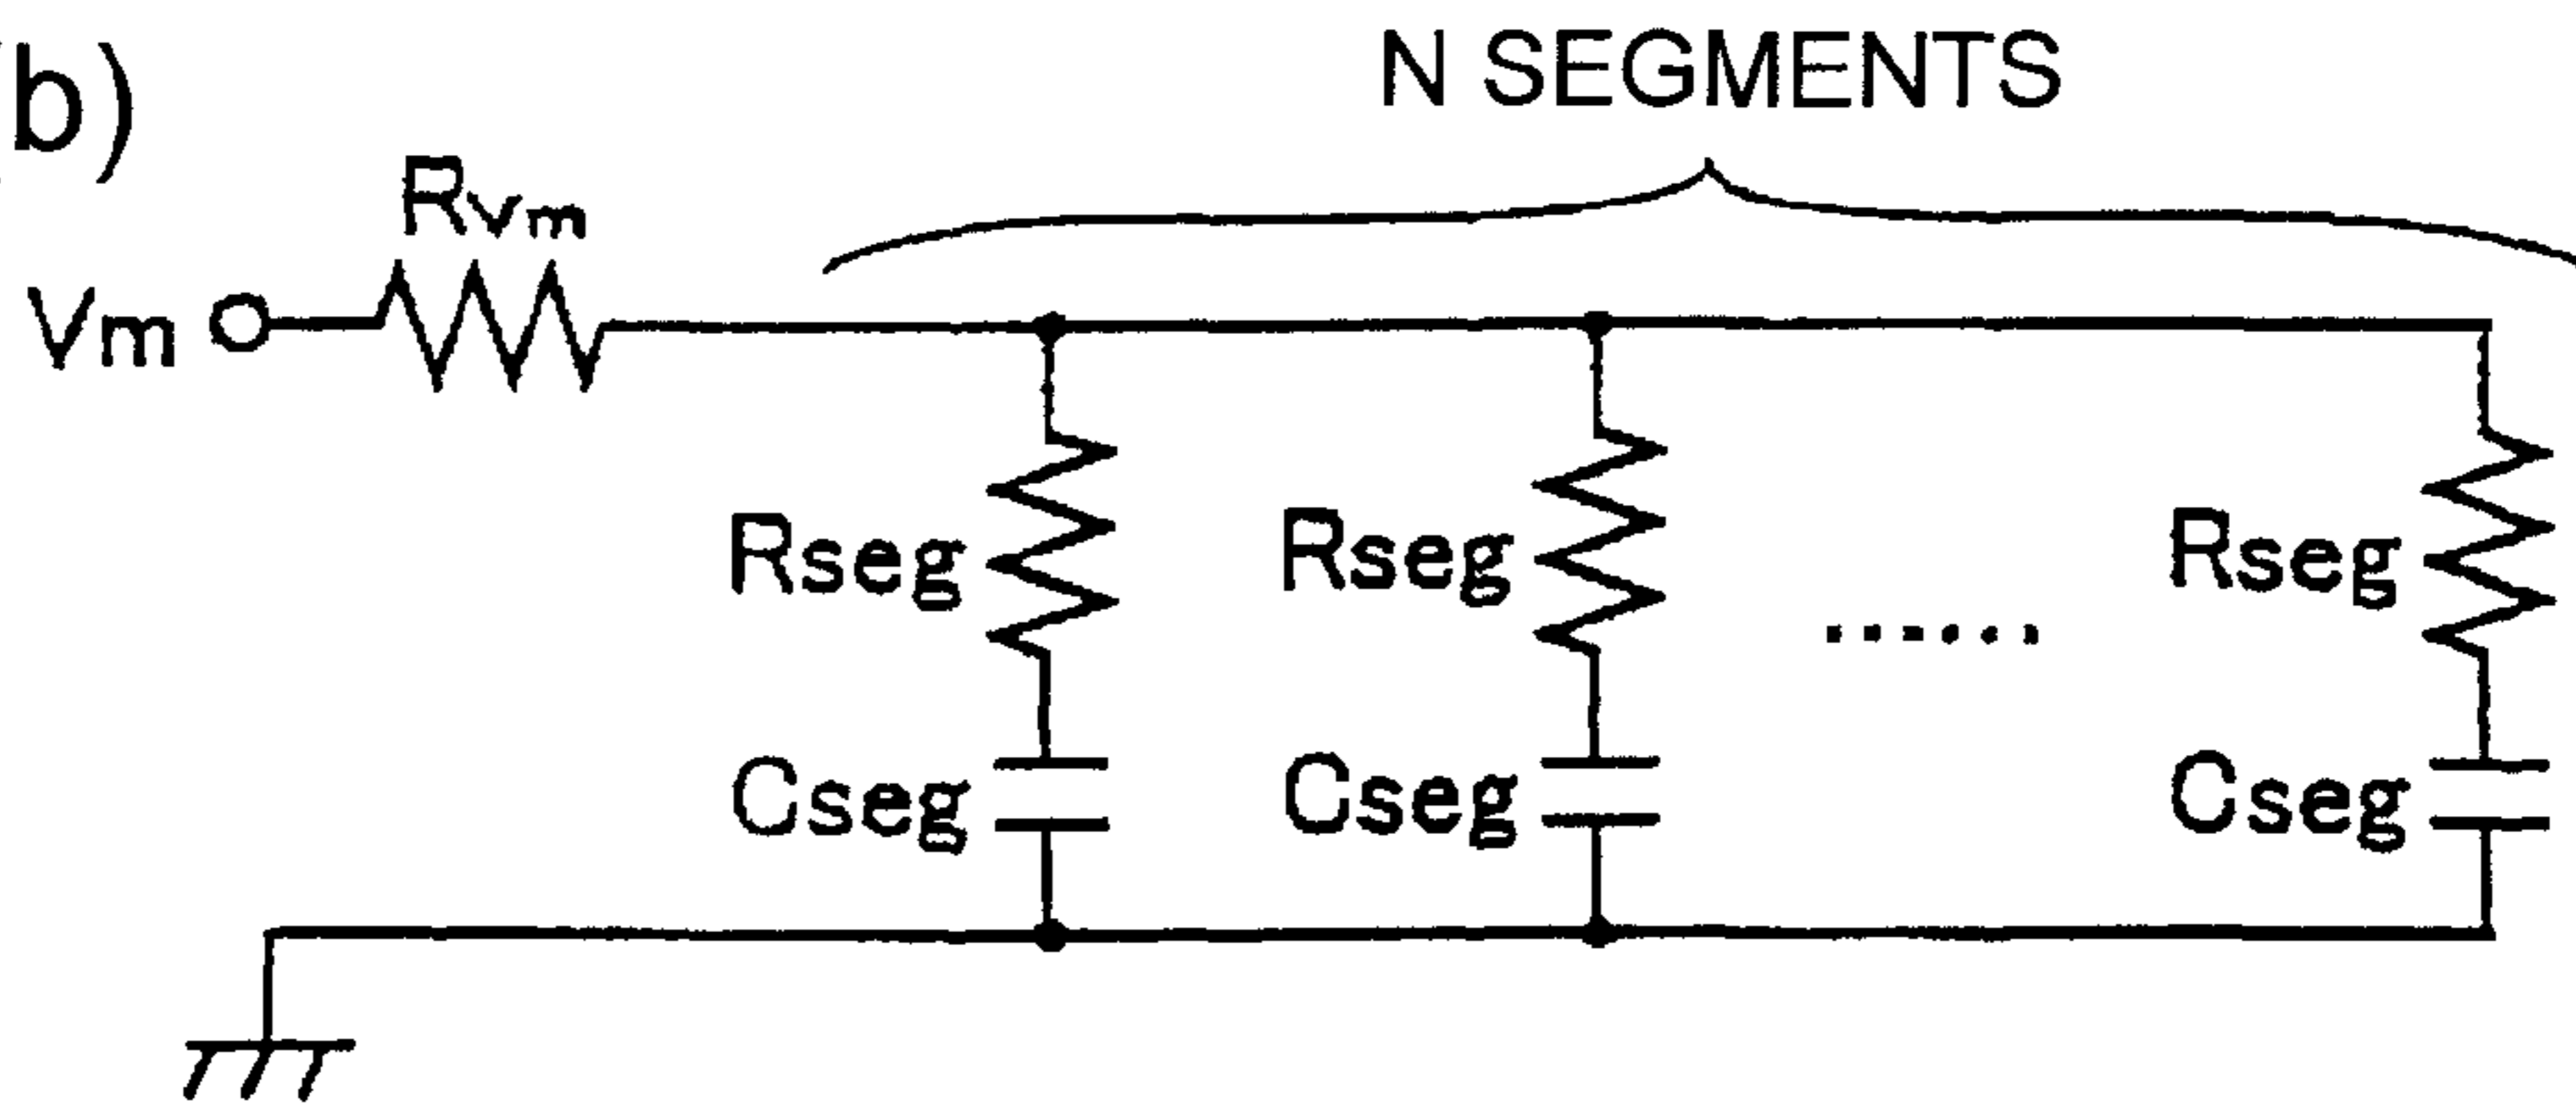 b)
N SEGMENTS
Rvm
Vm
Rseg
Rseg
Rseg
......
Cseg
Cseg
Cseg